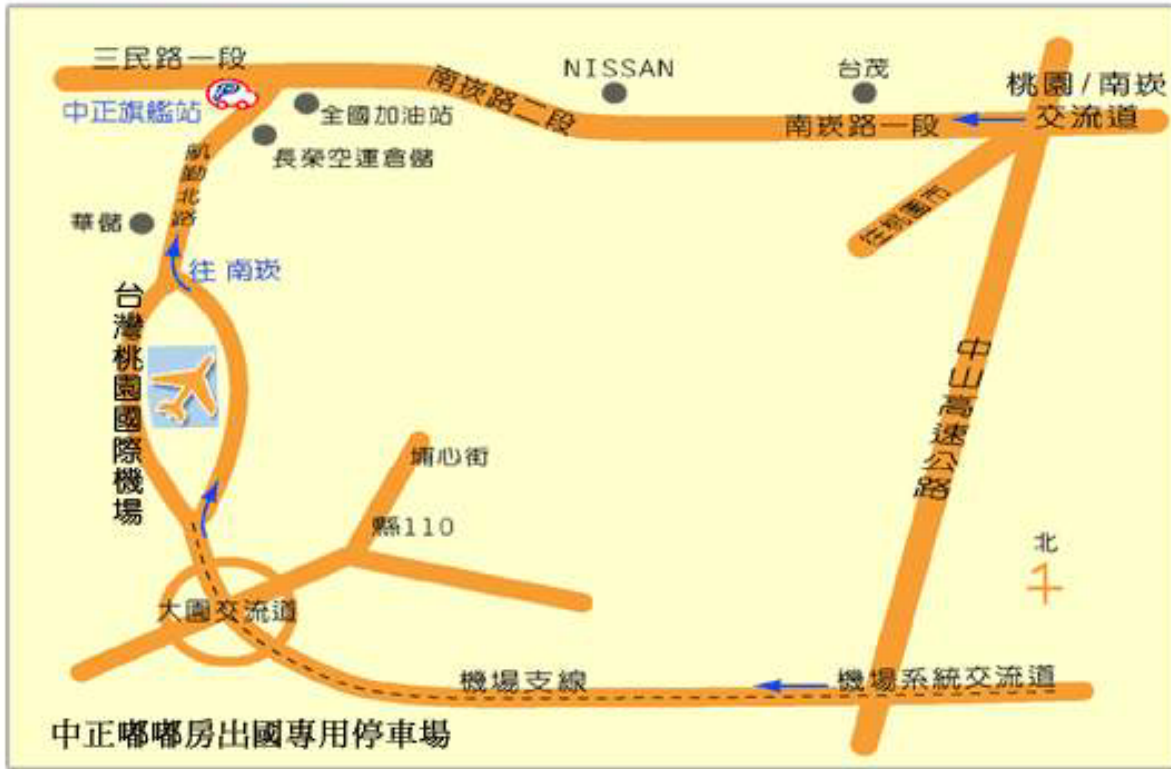 三民路一段
中正旗艦站
全國加油站
長榮空運倉儲
南崁路二段
NISSAN
台茂
南崁路一段
桃園/南崁
交流道
往桃園市
航勤北路
華儲
往 南崁
台灣桃園國際機場
中山高速公路
埔心街
縣110
北
大園交流道
機場支線
機場系統交流道
中正嘟嘟房出國專用停車場